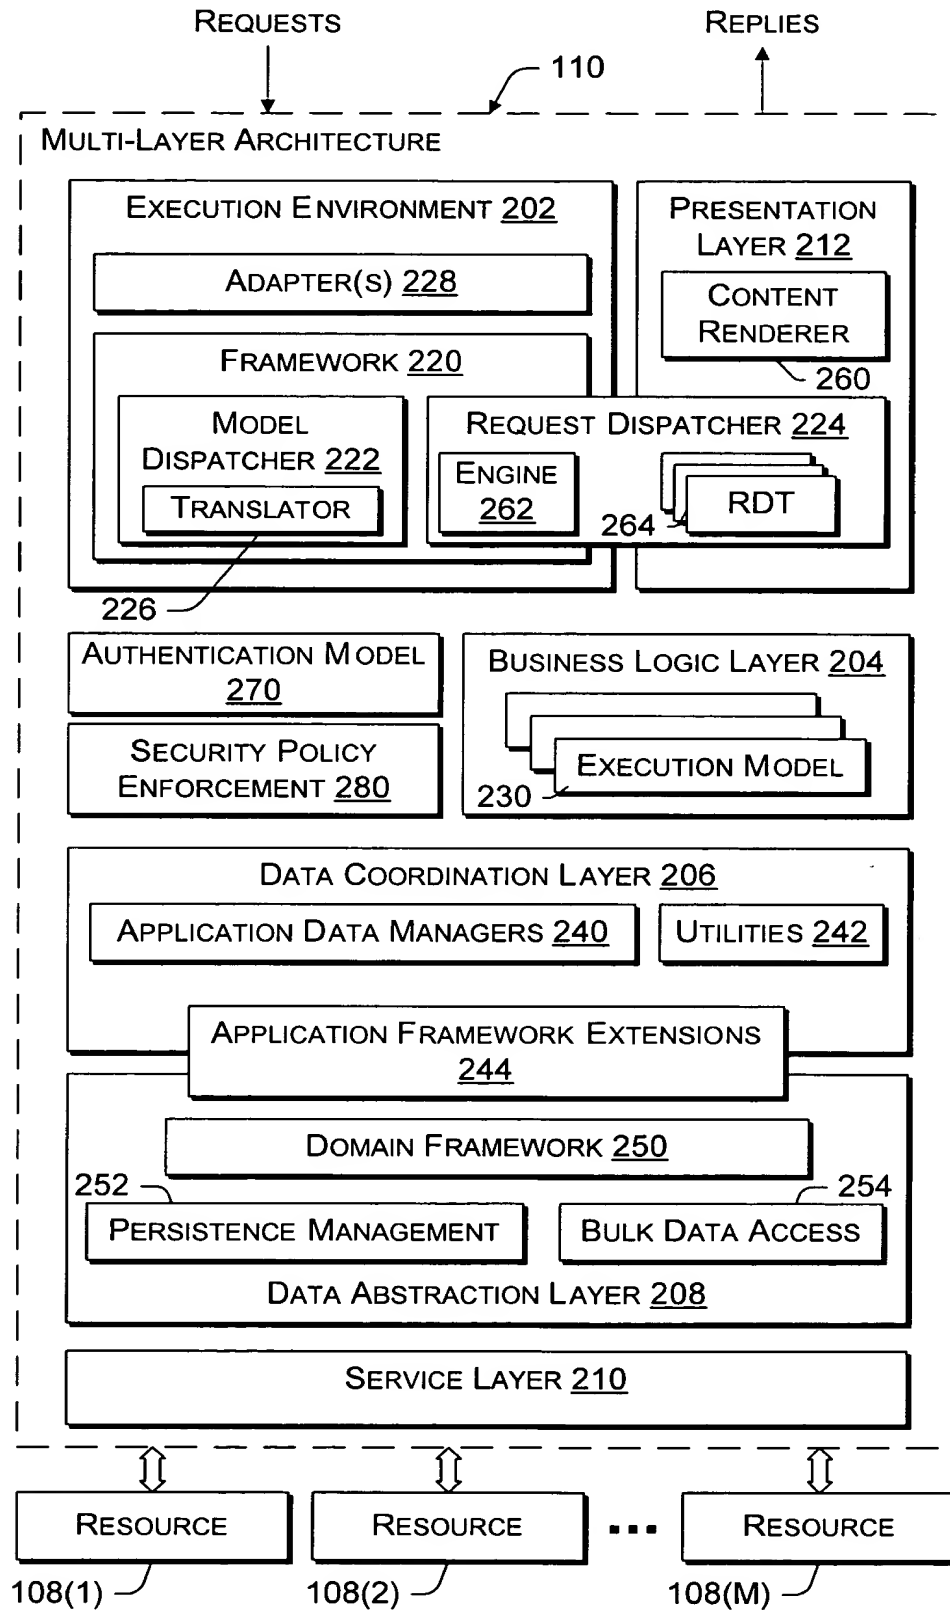 REQUESTS
REPLIES
110
MULTI-LAYER ARCHITECTURE
EXECUTION ENVIRONMENT 202
ADAPTER(S) 228
FRAMEWORK 220
MODEL
DISPATCHER 222
TRANSLATOR
226
PRESENTATION
LAYER 212
CONTENT
RENDERER
260
REQUEST DISPATCHER 224
ENGINE
262
264
RDT
AUTHENTICATION MODEL
270
SECURITY POLICY
ENFORCEMENT 280
BUSINESS LOGIC LAYER 204
EXECUTION MODEL
230
DATA COORDINATION LAYER 206
APPLICATION DATA MANAGERS 240
UTILITIES 242
APPLICATION FRAMEWORK EXTENSIONS
244
DOMAIN FRAMEWORK 250
252
254
PERSISTENCE MANAGEMENT
BULK DATA ACCESS
DATA ABSTRACTION LAYER 208
SERVICE LAYER 210
RESOURCE
RESOURCE
RESOURCE
108(1)
108(2)
108(M)